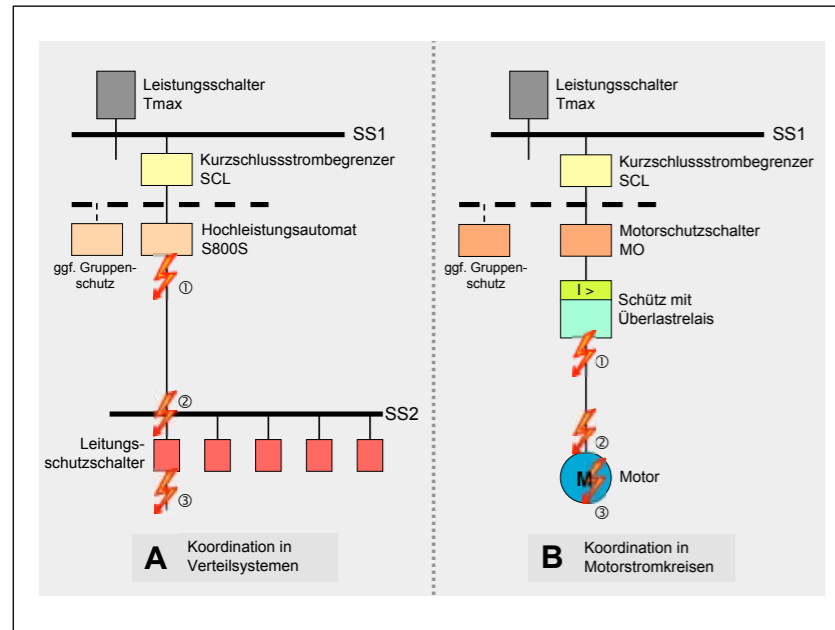 Leistungsschalter
Tmax
SS1
Kurzschlussstrombegrenzer
SCL
Hochleistungsautomat
S800S
ggf. Gruppen-
schutz
①
②
SS2
Leitungs-
schutzschalter
③
A
Koordination in
Verteilsystemen
Leistungsschalter
Tmax
SS1
Kurzschlussstrombegrenzer
SCL
Motorschutzschalter
MO
ggf. Gruppen-
schutz
I >
Schütz mit
Überlastrelais
①
②
M
Motor
③
B
Koordination in
Motorstromkreisen